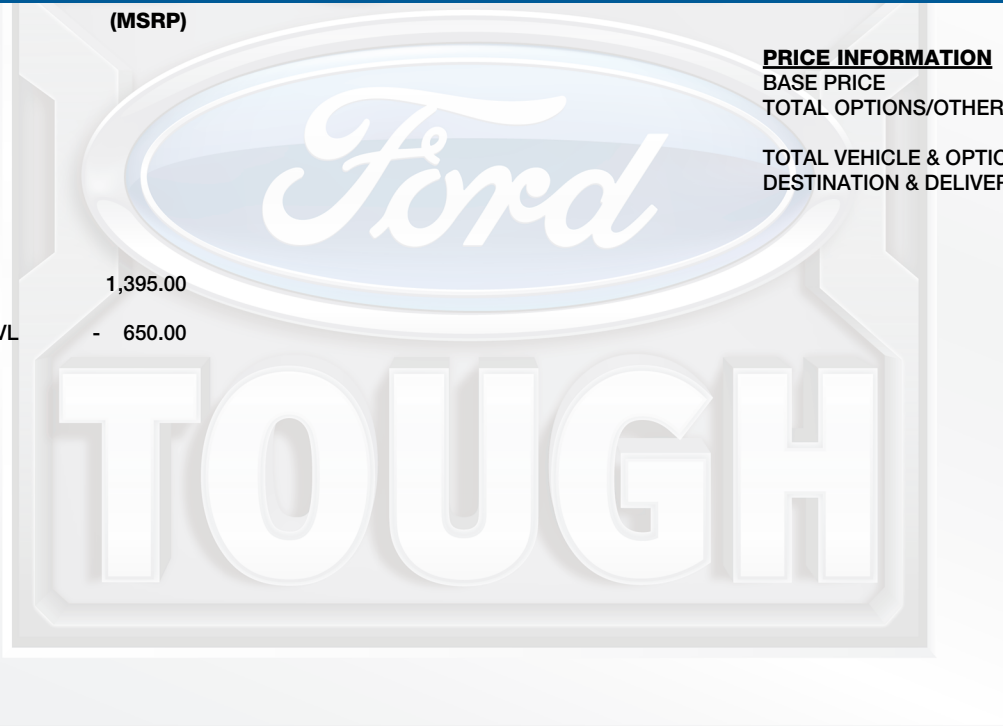 (MSRP)
1,395.00
VL - 650.00
PRICE INFORMATION
BASE PRICE
TOTAL OPTIONS/OTHER
TOTAL VEHICLE & OPTIO
DESTINATION & DELIVER
Ford
TOUGH